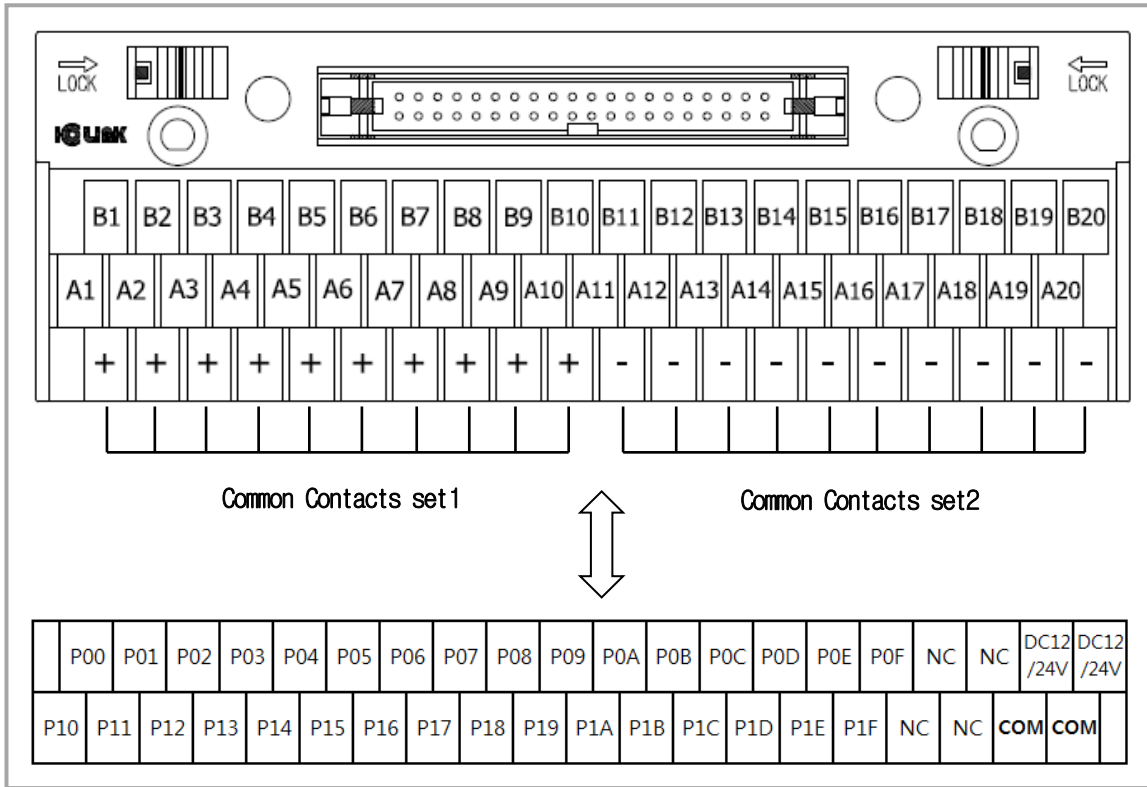 LOCK LOCK
B1 B2 B3 B4 B5 B6 B7 B8 B9 B10 B11 B12 B13 B14 B15 B16 B17 B18 B19 B20
A1 A2 A3 A4 A5 A6 A7 A8 A9 A10 A11 A12 A13 A14 A15 A16 A17 A18 A19 A20
+ + + + + + + + + + - - - - - - - - - -
Common Contacts set1 Common Contacts set2
P00 P01 P02 P03 P04 P05 P06 P07 P08 P09 P0A P0B P0C P0D P0E P0F NC NC DC12/24V DC12/24V
P10 P11 P12 P13 P14 P15 P16 P17 P18 P19 P1A P1B P1C P1D P1E P1F NC NC COM COM